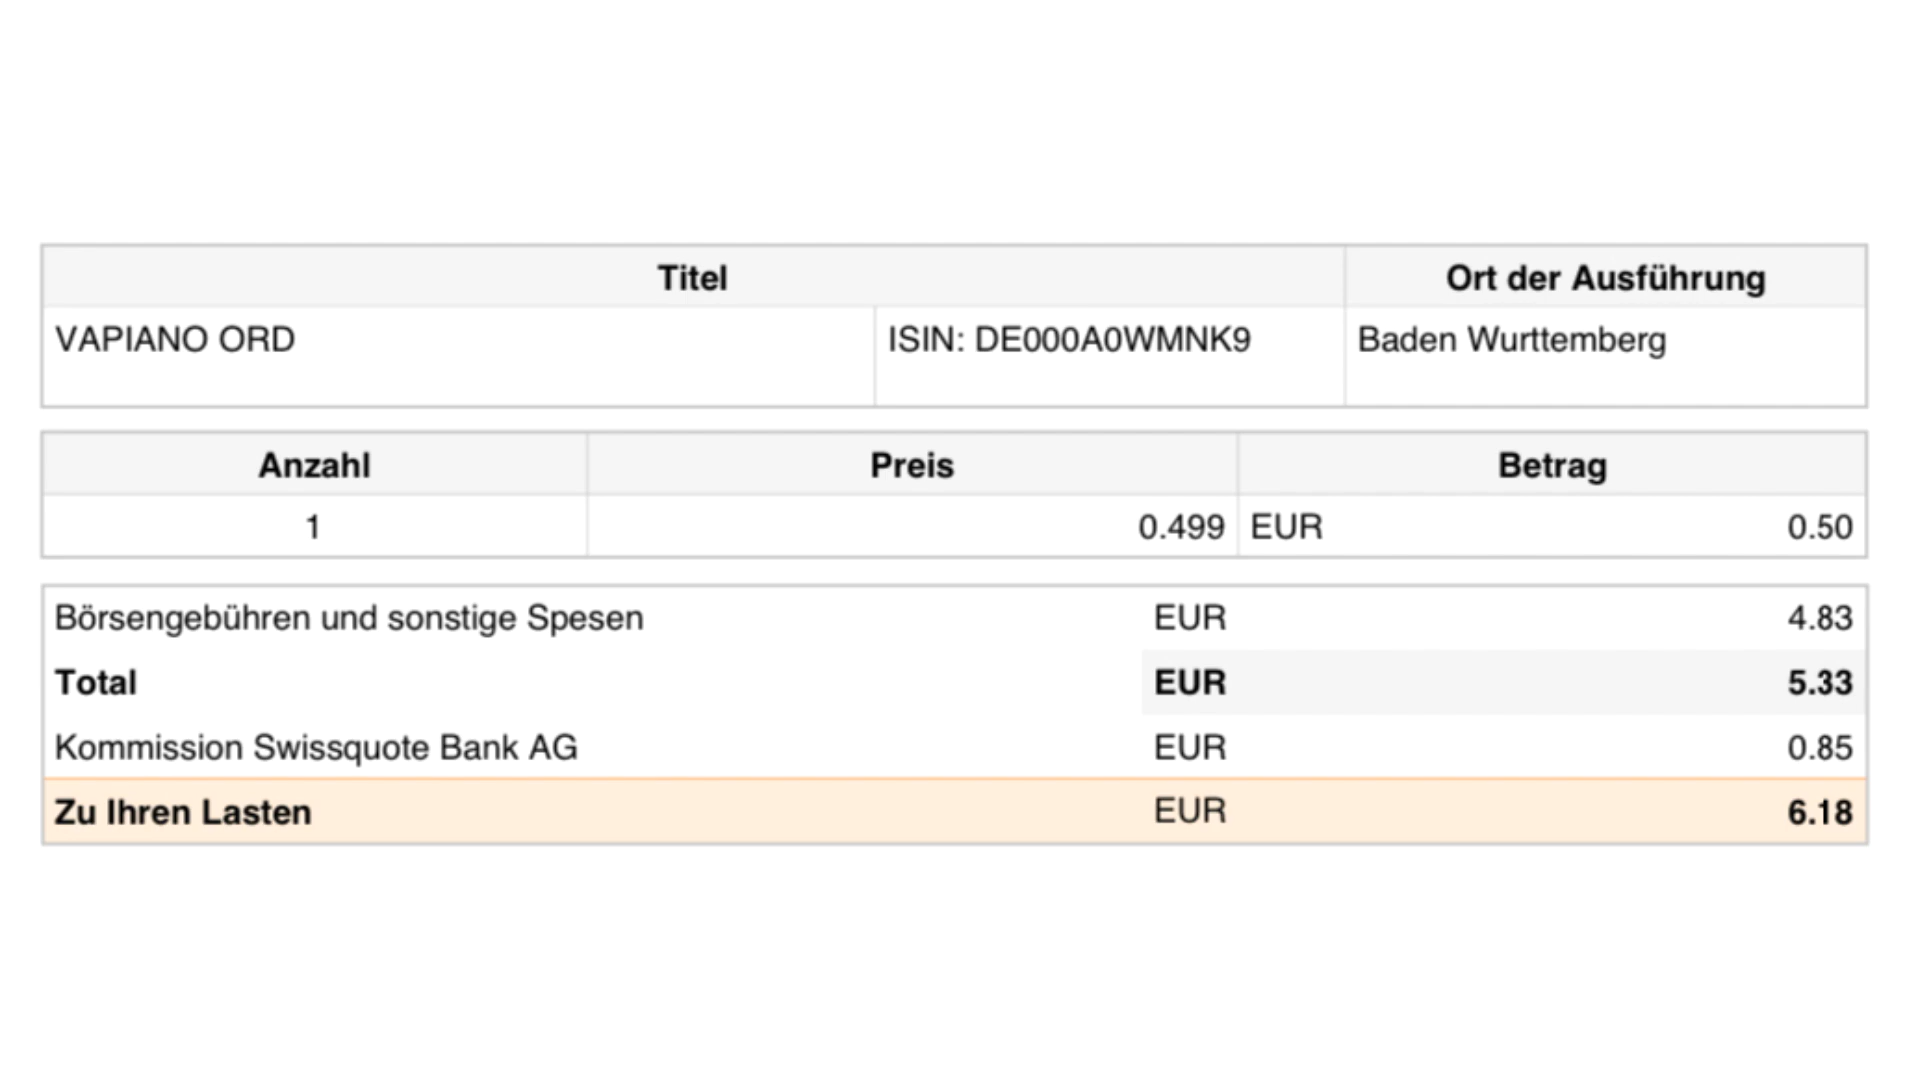 Titel Ort der Ausführung
VAPIANO ORD ISIN: DE000A0WMNK9 Baden Wurttemberg
Anzahl Preis Betrag
1 0.499 EUR 0.50
Börsengebühren und sonstige Spesen EUR 4.83
Total EUR 5.33
Kommission Swissquote Bank AG EUR 0.85
Zu Ihren Lasten EUR 6.18